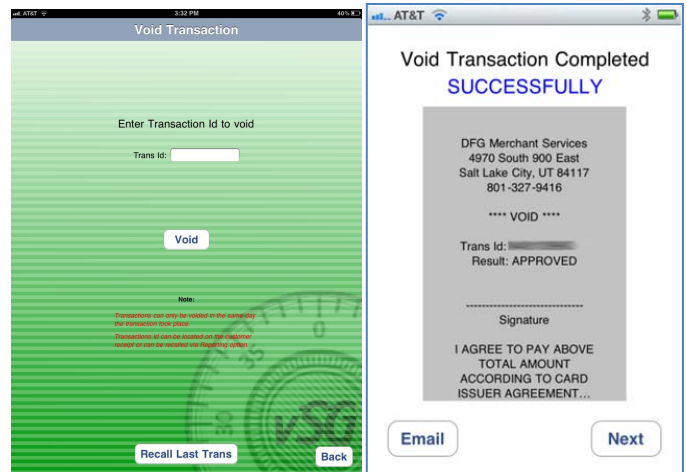 AT&T 3:32 PM 40%
Void Transaction
Enter Transaction Id to void
Trans Id:
Void
Note:
Transactions can only be voided in the same-day
the transaction took place
Transactions Id can be located on the customer
receipt or can be recalled via Reporting option
30 35 0
vSG
Recall Last Trans
Back
AT&T
Void Transaction Completed
SUCCESSFULLY
DFG Merchant Services
4970 South 900 East
Salt Lake City, UT 84117
801-327-9416
**** VOID ****
Trans Id:
Result: APPROVED
-----------------------------
Signature
I AGREE TO PAY ABOVE
TOTAL AMOUNT
ACCORDING TO CARD
ISSUER AGREEMENT...
Email
Next